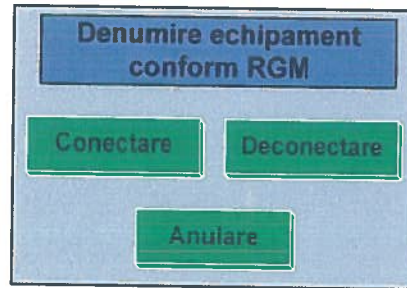 Denumire echipament
conform RGM
Conectare
Deconectare
Anulare